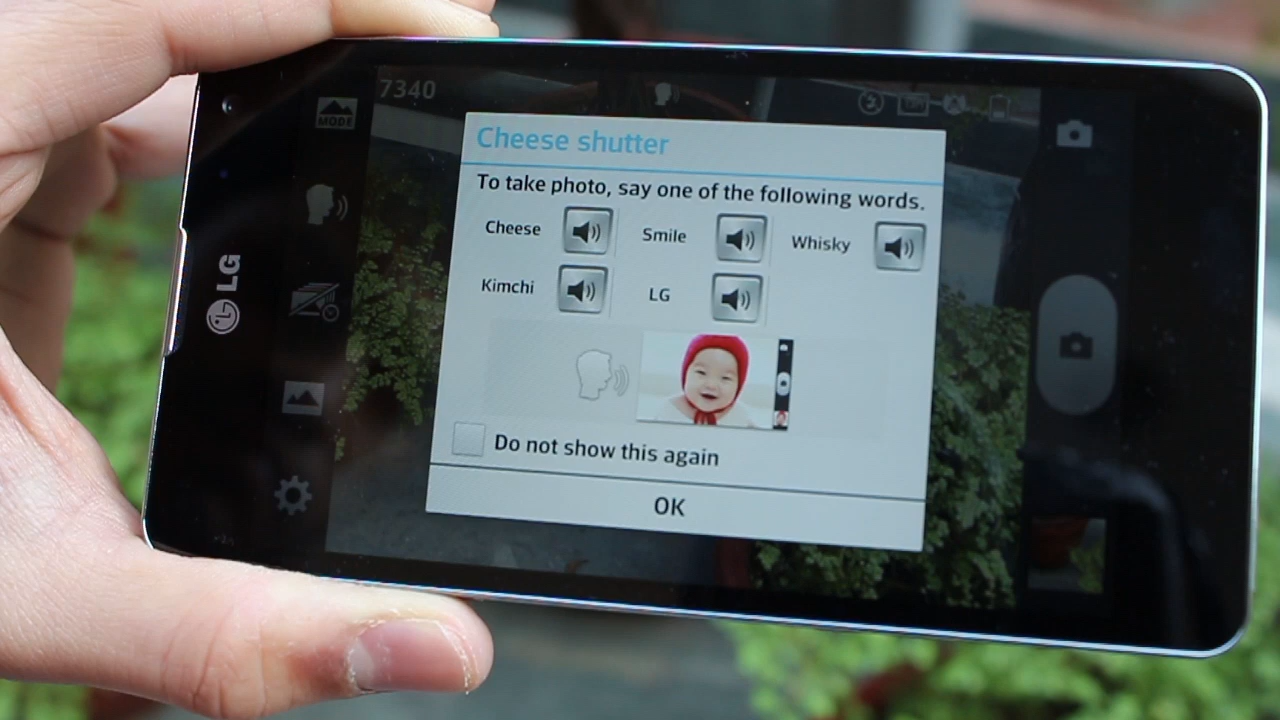 7340
MODE
LG
Cheese shutter
To take photo, say one of the following words.
Cheese Smile Whisky
Kimchi LG
Do not show this again
OK